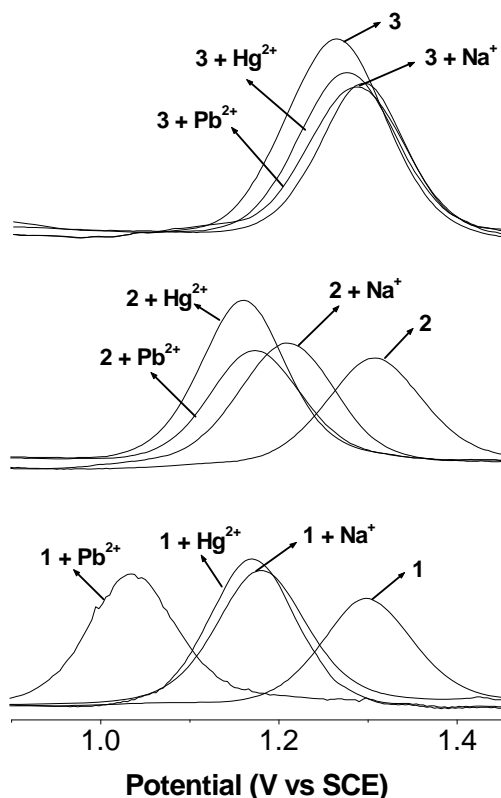 3
3 + Hg²⁺
3 + Na⁺
3 + Pb²⁺
2 + Hg²⁺
2 + Na⁺
2
2 + Pb²⁺
1 + Pb²⁺
1 + Hg²⁺
1 + Na⁺
1
1.0 1.2 1.4
Potential (V vs SCE)